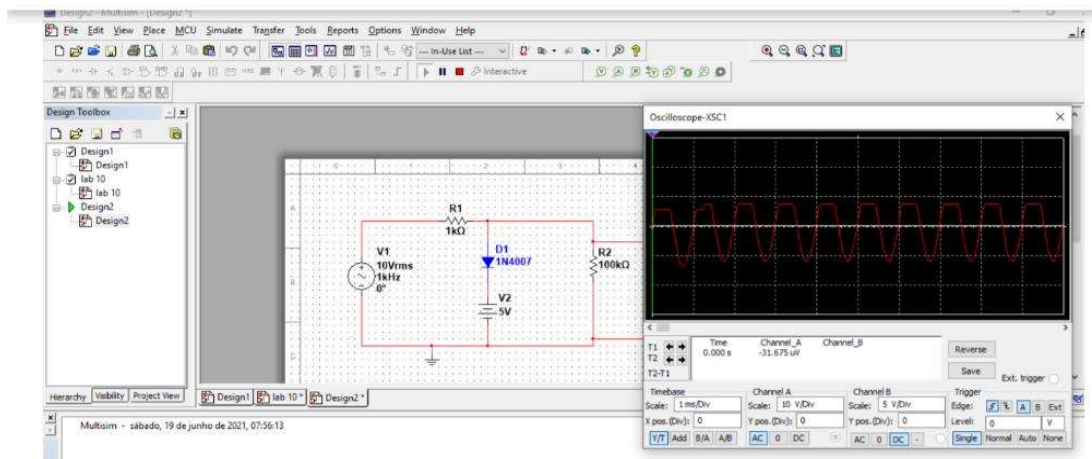 Design2 - Multisim - [Design2 *]
File Edit View Place MCU Simulate Transfer Tools Reports Options Window Help
--- In-Use List ---
Interactive
Design Toolbox
Design1
Design1
lab 10
lab 10
Design2
Design2
Hierarchy Visibility Project View
Design1 lab 10 * Design2 *
Multisim - sábado, 19 de junho de 2021, 07:56:13
0 1 2 3 4
A
B
R1
1kΩ
V1
10Vrms
1kHz
0°
D1
1N4007
V2
5V
R2
100kΩ
Oscilloscope-XSC1
Time Channel_A Channel_B
T1 0.000 s -31.675 uV
T2
T2-T1
Reverse
Save
Ext. trigger
Timebase Channel A Channel B Trigger
Scale: 1 ms/Div Scale: 10 V/Div Scale: 5 V/Div Edge: A B Ext
X pos.(Div): 0 Y pos.(Div): 0 Y pos.(Div): 0 Level: 0 V
Y/T Add B/A A/B AC 0 DC AC 0 DC - Single Normal Auto None